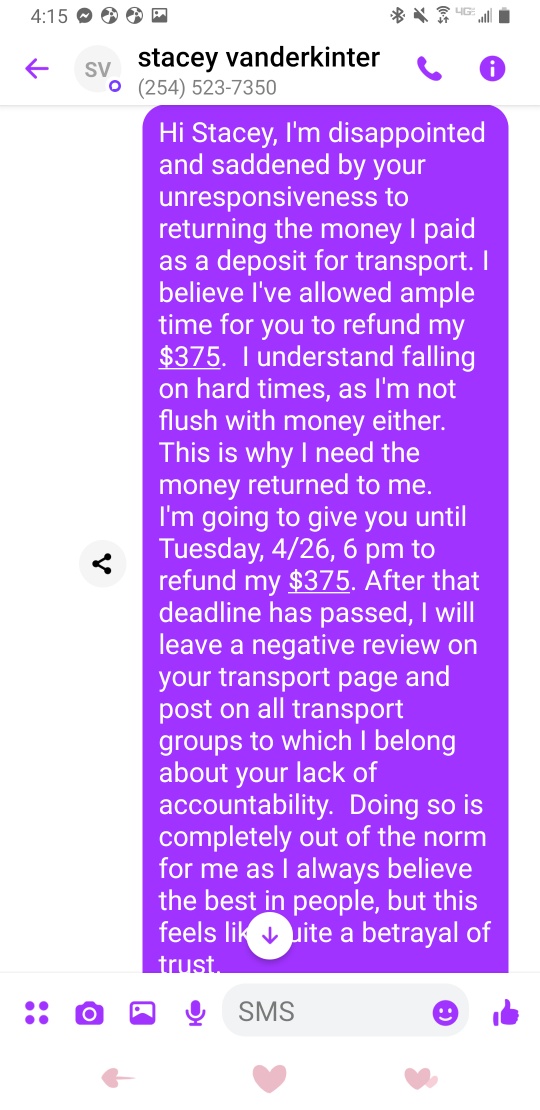 4:15
4G
SV
stacey vanderkinter
(254) 523-7350
Hi Stacey, I'm disappointed
and saddened by your
unresponsiveness to
returning the money I paid
as a deposit for transport. I
believe I've allowed ample
time for you to refund my
$375.  I understand falling
on hard times, as I'm not
flush with money either.
This is why I need the
money returned to me.
I'm going to give you until
Tuesday, 4/26, 6 pm to
refund my $375. After that
deadline has passed, I will
leave a negative review on
your transport page and
post on all transport
groups to which I belong
about your lack of
accountability.  Doing so is
completely out of the norm
for me as I always believe
the best in people, but this
feels a betrayal of
trust.
SMS